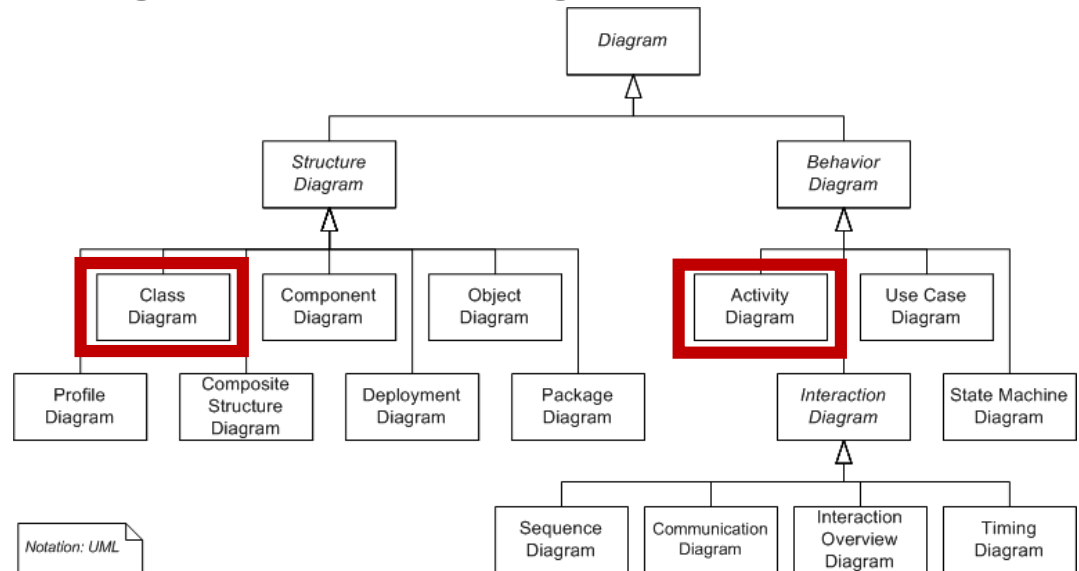 Diagram
Structure
Diagram
Behavior
Diagram
Class
Diagram
Component
Diagram
Object
Diagram
Activity
Diagram
Use Case
Diagram
Profile
Diagram
Composite
Structure
Diagram
Deployment
Diagram
Package
Diagram
Interaction
Diagram
State Machine
Diagram
Sequence
Diagram
Communication
Diagram
Interaction
Overview
Diagram
Timing
Diagram
Notation: UML